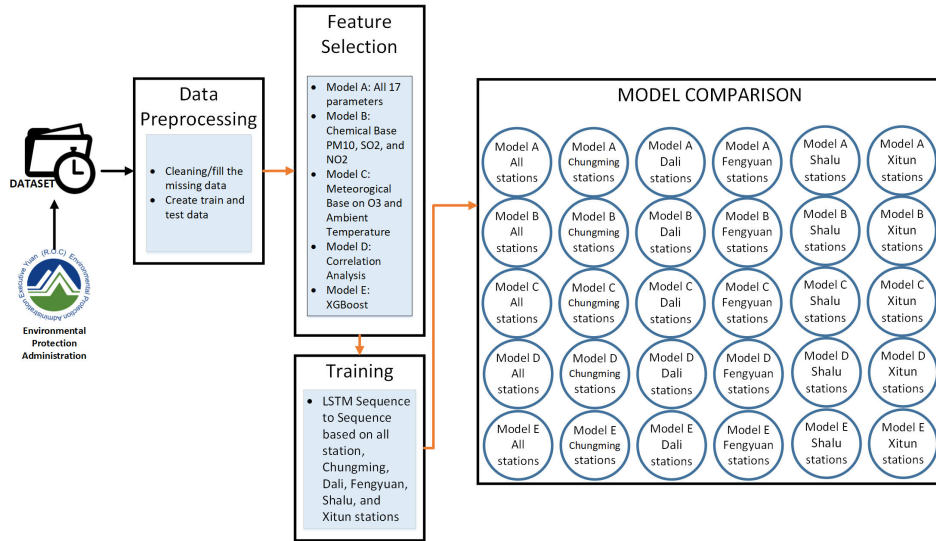 DATASET
Executive Yuan (R.O.C) Environmental Protection Administration
Environmental
Protection
Administration
Data
Preprocessing
• Cleaning/fill the
missing data
• Create train and
test data
Feature
Selection
• Model A: All 17
parameters
• Model B:
Chemical Base
PM10, SO2, and
NO2
• Model C:
Meteorogical
Base on O3 and
Ambient
Temperature
• Model D:
Correlation
Analysis
• Model E:
XGBoost
Training
• LSTM Sequence
to Sequence
based on all
station,
Chungming,
Dali, Fengyuan,
Shalu, and
Xitun stations
MODEL COMPARISON
Model A
All
stations
Model A
Chungming
stations
Model A
Dali
stations
Model A
Fengyuan
stations
Model A
Shalu
stations
Model A
Xitun
stations
Model B
All
stations
Model B
Chungming
stations
Model B
Dali
stations
Model B
Fengyuan
stations
Model B
Shalu
stations
Model B
Xitun
stations
Model C
All
stations
Model C
Chungming
stations
Model C
Dali
stations
Model C
Fengyuan
stations
Model C
Shalu
stations
Model C
Xitun
stations
Model D
All
stations
Model D
Chungming
stations
Model D
Dali
stations
Model D
Fengyuan
stations
Model D
Shalu
stations
Model D
Xitun
stations
Model E
All
stations
Model E
Chungming
stations
Model E
Dali
stations
Model E
Fengyuan
stations
Model E
Shalu
stations
Model E
Xitun
stations